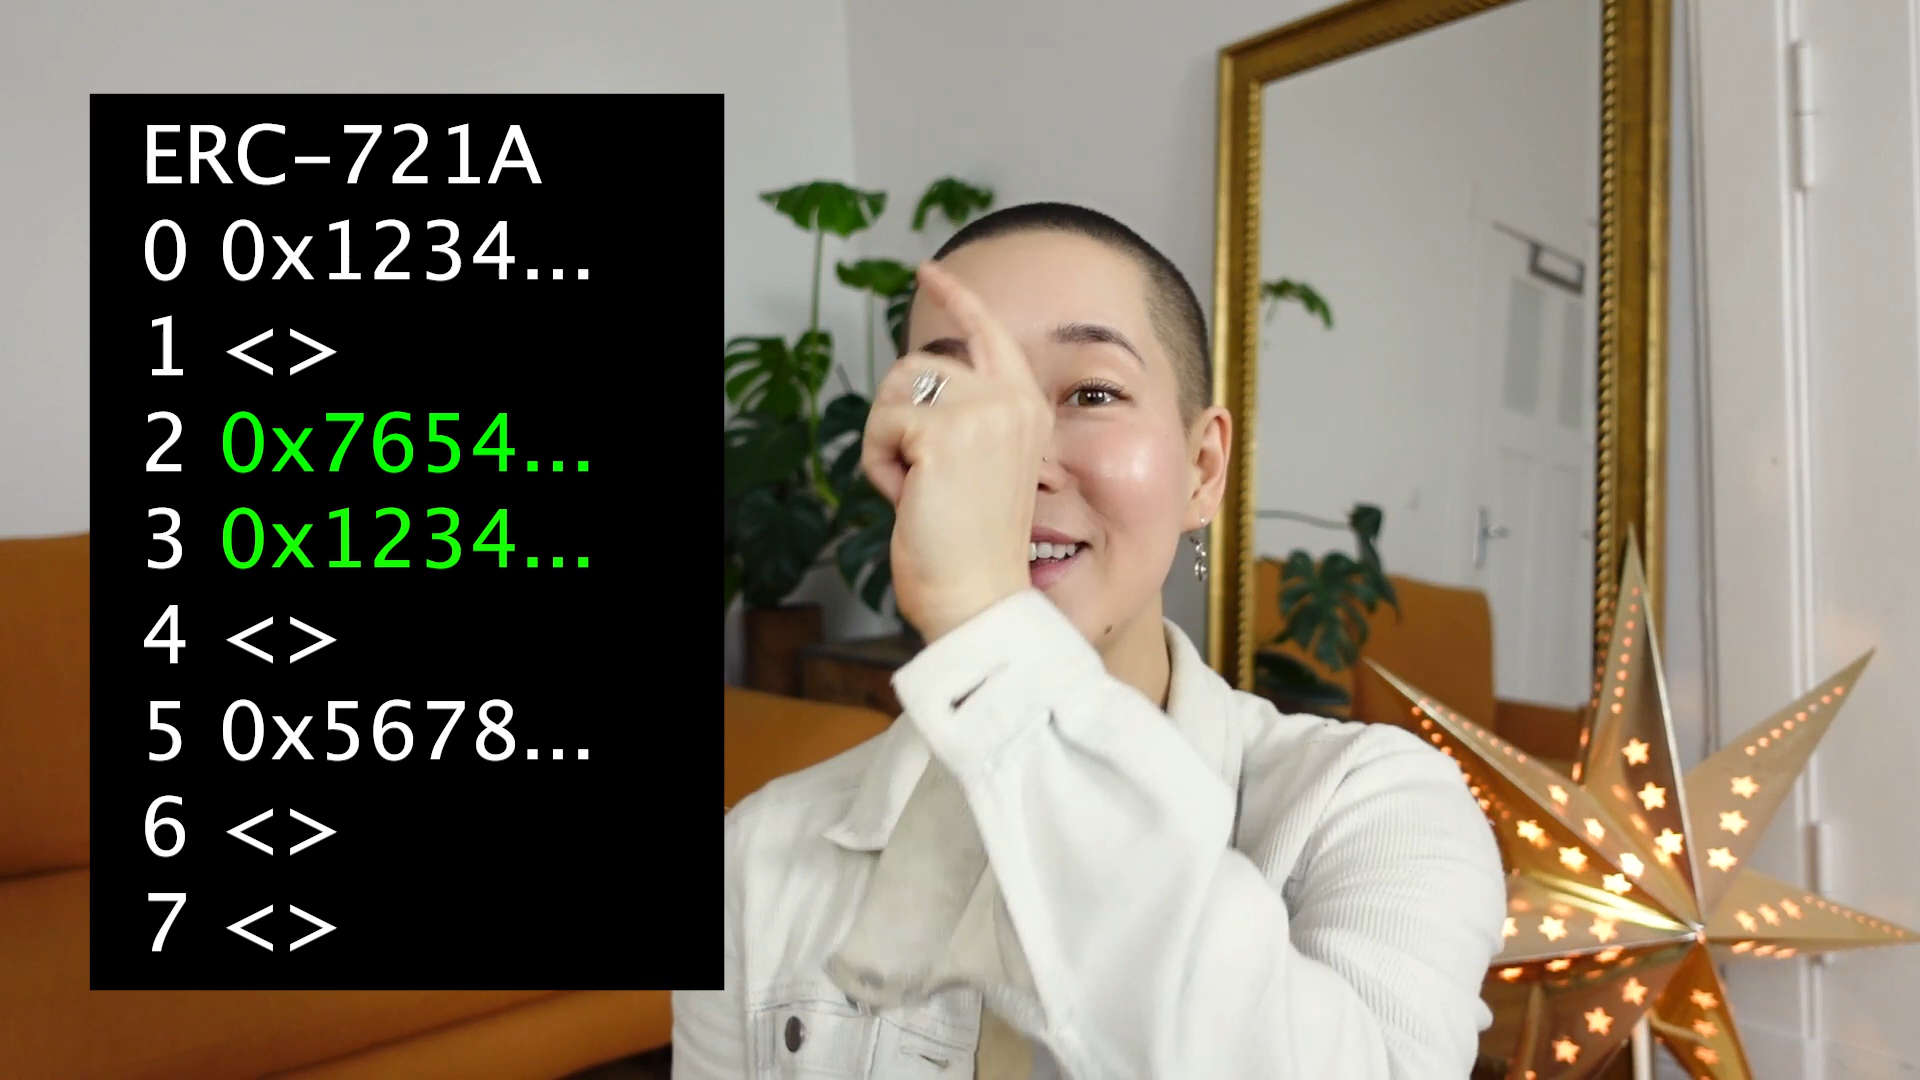 ERC-721A
0 0x1234...
1 <>
2 0x7654...
3 0x1234...
4 <>
5 0x5678...
6 <>
7 <>